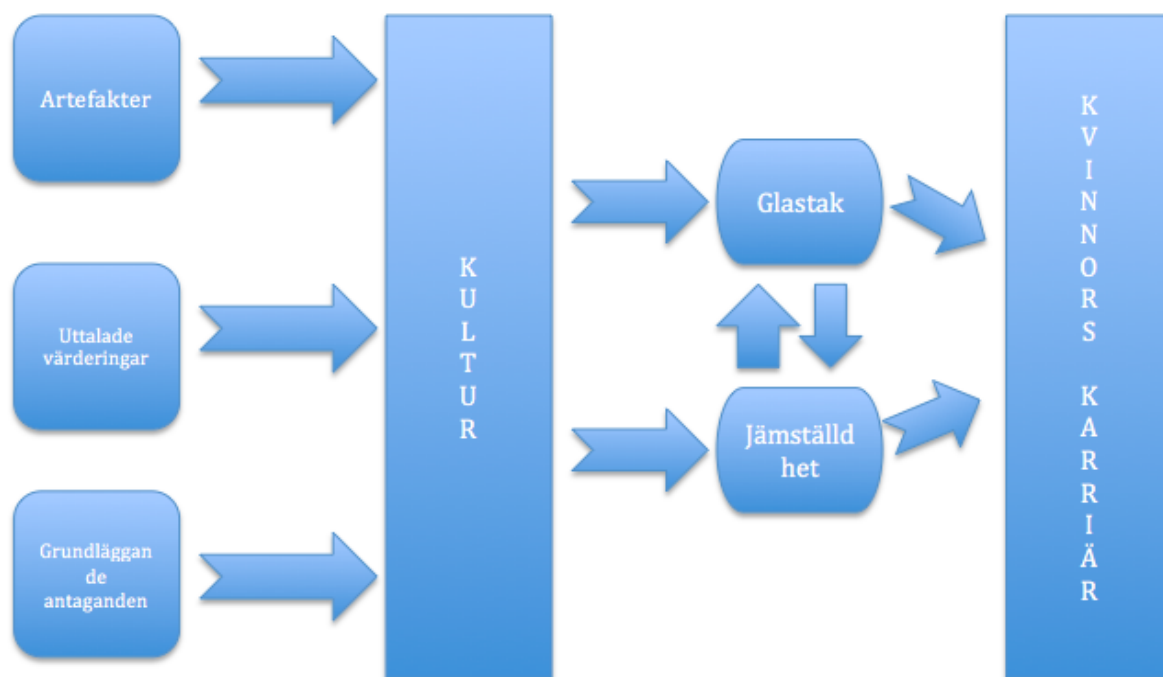 Artefakter
Uttalade
värderingar
Grundläggan
de
antaganden
K
U
L
T
U
R
Glastak
Jämställd
het
K
V
I
N
N
O
R
S
K
A
R
R
I
Ä
R